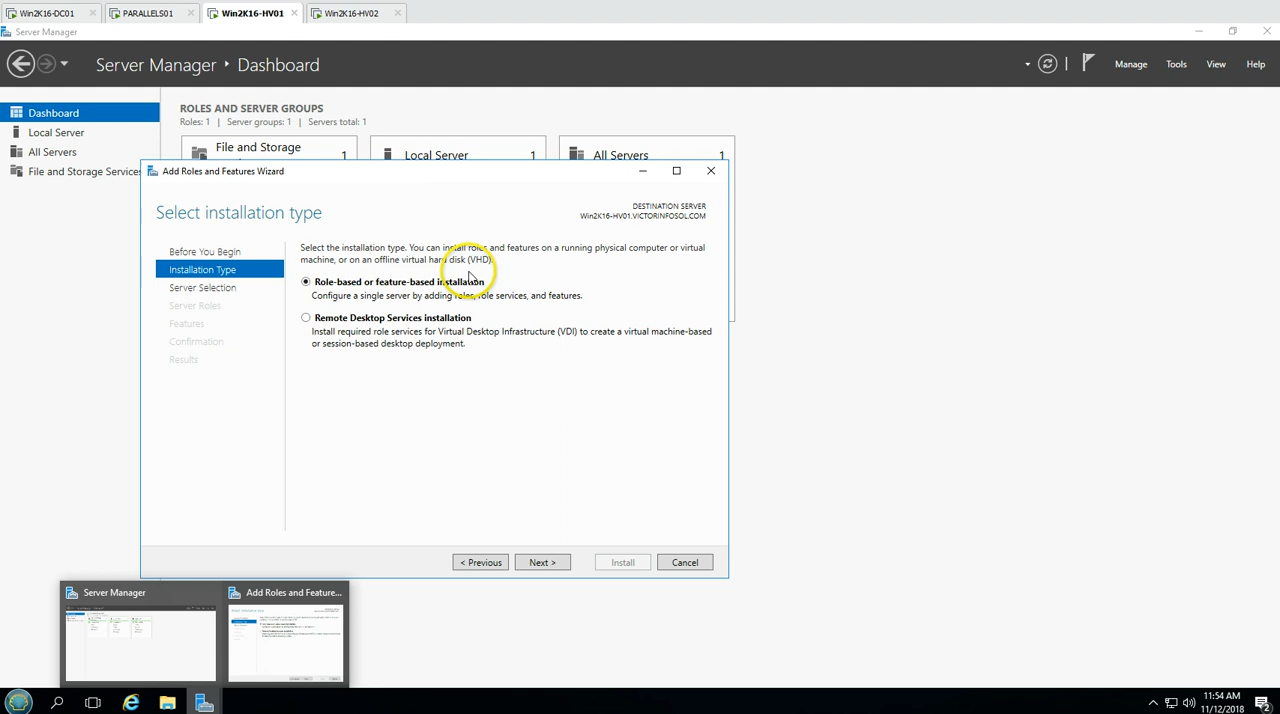 Win2K16-DC01
PARALLELS01
Win2K16-HV01
Win2K16-HV02
Server Manager
Server Manager ‣ Dashboard
Manage
Tools
View
Help
Dashboard
Local Server
All Servers
File and Storage Services
ROLES AND SERVER GROUPS
Roles: 1 | Server groups: 1 | Servers total: 1
File and Storage
1
Local Server
1
All Servers
1
Add Roles and Features Wizard
Select installation type
DESTINATION SERVER
Win2K16-HV01.VICTORINFOSOL.COM
Before You Begin
Installation Type
Server Selection
Server Roles
Features
Confirmation
Results
Select the installation type. You can install roles and features on a running physical computer or virtual
machine, or on an offline virtual hard disk (VHD).
Role-based or feature-based installation
Configure a single server by adding roles, role services, and features.
Remote Desktop Services installation
Install required role services for Virtual Desktop Infrastructure (VDI) to create a virtual machine-based
or session-based desktop deployment.
< Previous
Next >
Install
Cancel
Server Manager
Add Roles and Feature...
11:54 AM
11/12/2018
2